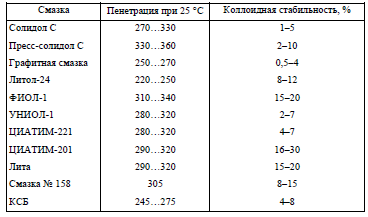 Смазка Пенетрация при 25 °С Коллоидная стабильность, %
Солидол С 270…330 1–5
Пресс-солидол С 330…360 2–10
Графитная смазка 250…270 0,5–4
Литол-24 220…250 8–12
ФИОЛ-1 310…340 15–20
УНИОЛ-1 280…320 2–7
ЦИАТИМ-221 280…320 4–7
ЦИАТИМ-201 290…320 16–30
Лита 290…320 15–20
Смазка № 158 305 8–15
КСБ 245…275 4–8